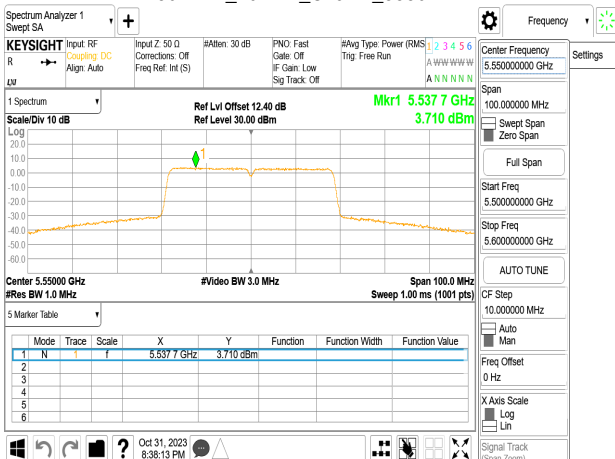 Spectrum Analyzer 1
Swept SA
+
Frequency
KEYSIGHT
R
LXI
Input: RF
Coupling: DC
Align: Auto
Input Z: 50 Ω
Corrections: Off
Freq Ref: Int (S)
#Atten: 30 dB
PNO: Fast
Gate: Off
IF Gain: Low
Sig Track: Off
#Avg Type: Power (RMS
Trig: Free Run
1 2 3 4 5 6
A W W W W W
A N N N N N
Center Frequency
5.550000000 GHz
Settings
Span
100.000000 MHz
Swept Span
Zero Span
Full Span
Start Freq
5.500000000 GHz
Stop Freq
5.600000000 GHz
AUTO TUNE
CF Step
10.000000 MHz
Auto
Man
Freq Offset
0 Hz
X Axis Scale
Log
Lin
Signal Track
(Span Zoom)
1 Spectrum
Scale/Div 10 dB
Ref Lvl Offset 12.40 dB
Ref Level 30.00 dBm
Mkr1 5.537 7 GHz
3.710 dBm
Log
20.0
10.0
0.00
-10.0
-20.0
-30.0
-40.0
-50.0
-60.0
1
Center 5.55000 GHz
#Res BW 1.0 MHz
#Video BW 3.0 MHz
Span 100.0 MHz
Sweep 1.00 ms (1001 pts)
5 Marker Table
Mode Trace Scale X Y Function Function Width Function Value
1 N 1 f 5.537 7 GHz 3.710 dBm
2
3
4
5
6
?
Oct 31, 2023
8:38:13 PM